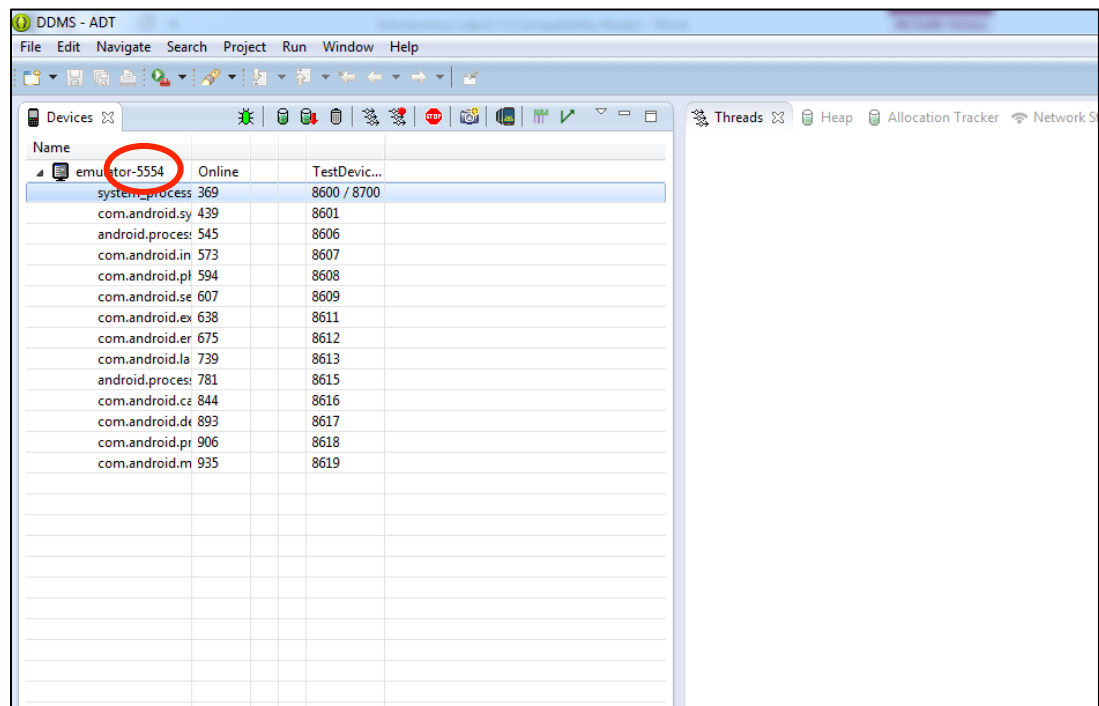 DDMS - ADT
File Edit Navigate Search Project Run Window Help
Devices
Threads Heap Allocation Tracker Network St
Name
emulator-5554 Online TestDevic...
system_process 369 8600 / 8700
com.android.sy 439 8601
android.proces 545 8606
com.android.in 573 8607
com.android.ph 594 8608
com.android.se 607 8609
com.android.ex 638 8611
com.android.er 675 8612
com.android.la 739 8613
android.proces 781 8615
com.android.ca 844 8616
com.android.de 893 8617
com.android.pr 906 8618
com.android.m 935 8619